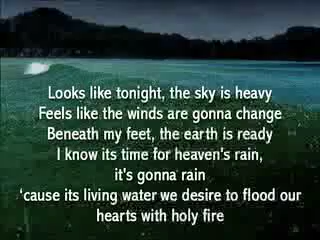 Looks like tonight, the sky is heavy
Feels like the winds are gonna change
Beneath my feet, the earth is ready
I know its time for heaven's rain,
it's gonna rain
‘cause its living water we desire to flood our
hearts with holy fire